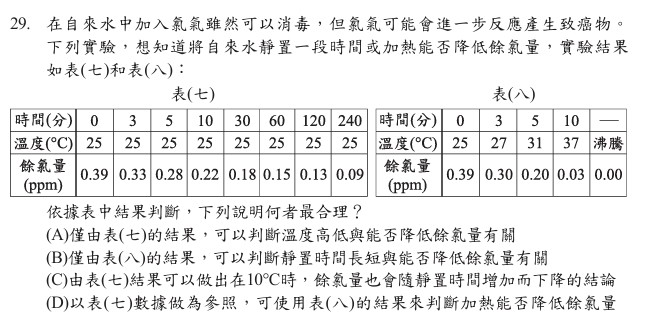 29. 在自來水中加入氯氣雖然可以消毒，但氯氣可能會進一步反應產生致癌物。
下列實驗，想知道將自來水靜置一段時間或加熱能否降低餘氯量，實驗結果
如表(七)和表(八)：
表(七)
時間(分) 0 3 5 10 30 60 120 240
溫度(°C) 25 25 25 25 25 25 25 25
餘氯量
(ppm) 0.39 0.33 0.28 0.22 0.18 0.15 0.13 0.09
表(八)
時間(分) 0 3 5 10 —
溫度(°C) 25 27 31 37 沸騰
餘氯量
(ppm) 0.39 0.30 0.20 0.03 0.00
依據表中結果判斷，下列說明何者最合理？
(A)僅由表(七)的結果，可以判斷溫度高低與能否降低餘氯量有關
(B)僅由表(八)的結果，可以判斷靜置時間長短與能否降低餘氯量有關
(C)由表(七)結果可以做出在10°C時，餘氯量也會隨靜置時間增加而下降的結論
(D)以表(七)數據做為參照，可使用表(八)的結果來判斷加熱能否降低餘氯量